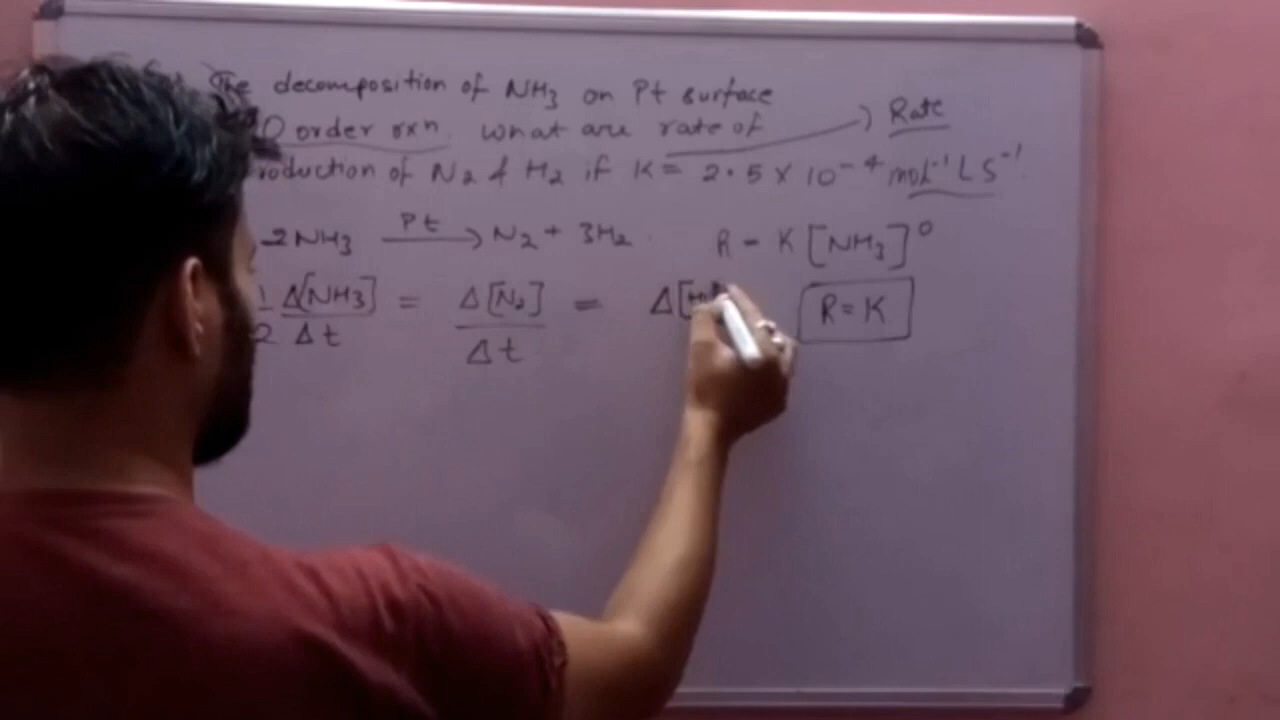 The decomposition of NH3 on Pt surface
0 order rxn. What are rate of → Rate
roduction of N2 & H2 if K = 2.5 × 10⁻⁴ mol⁻¹ L S⁻¹
2NH3 —Pt→ N2 + 3H2 R = K [NH3]⁰
1/2 Δ[NH3]/Δt = Δ[N2]/Δt = Δ[H2 R = K